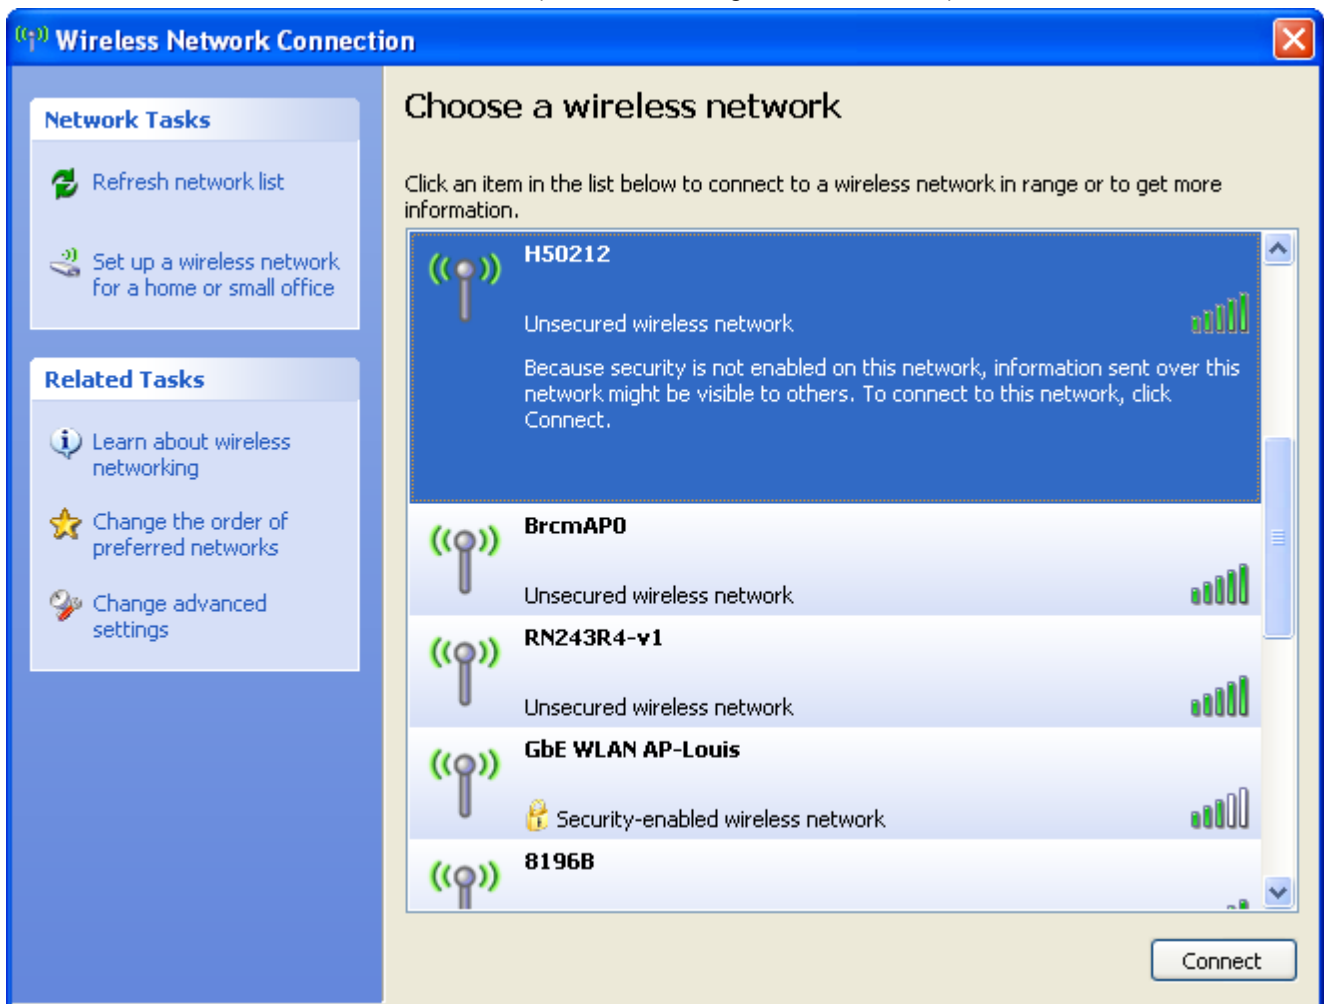 Wireless Network Connection
Network Tasks
Refresh network list
Set up a wireless network
for a home or small office
Related Tasks
Learn about wireless
networking
Change the order of
preferred networks
Change advanced
settings
Choose a wireless network
Click an item in the list below to connect to a wireless network in range or to get more
information.
H50212
Unsecured wireless network
Because security is not enabled on this network, information sent over this
network might be visible to others. To connect to this network, click
Connect.
BrcmAP0
Unsecured wireless network
RN243R4-v1
Unsecured wireless network
GbE WLAN AP-Louis
Security-enabled wireless network
8196B
Connect